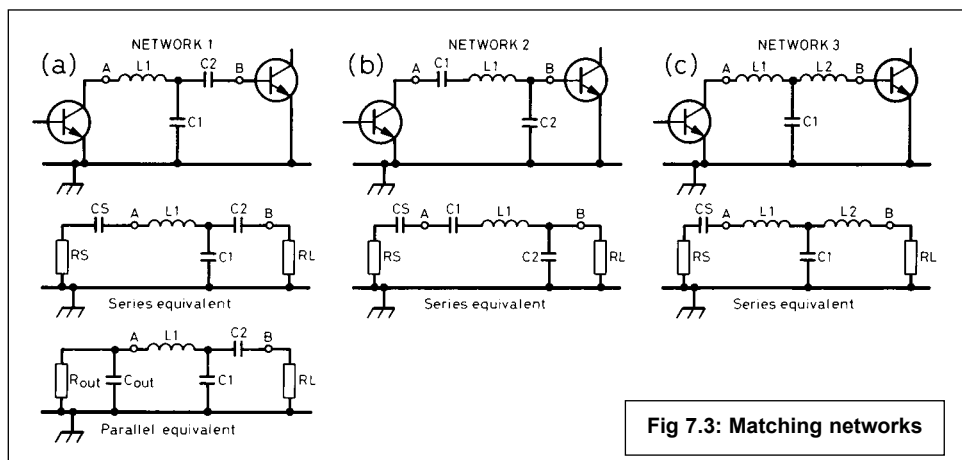 NETWORK 1
(a)
A
L1
C2
B
C1
CS
A
L1
C2
B
RS
C1
RL
Series equivalent
A
L1
C2
B
Rout
Cout
C1
RL
Parallel equivalent
NETWORK 2
(b)
A
C1
L1
B
C2
CS
A
C1
L1
B
RS
C2
RL
Series equivalent
NETWORK 3
(c)
A
L1
L2
B
C1
CS
A
L1
L2
B
RS
C1
RL
Series equivalent
Fig 7.3: Matching networks